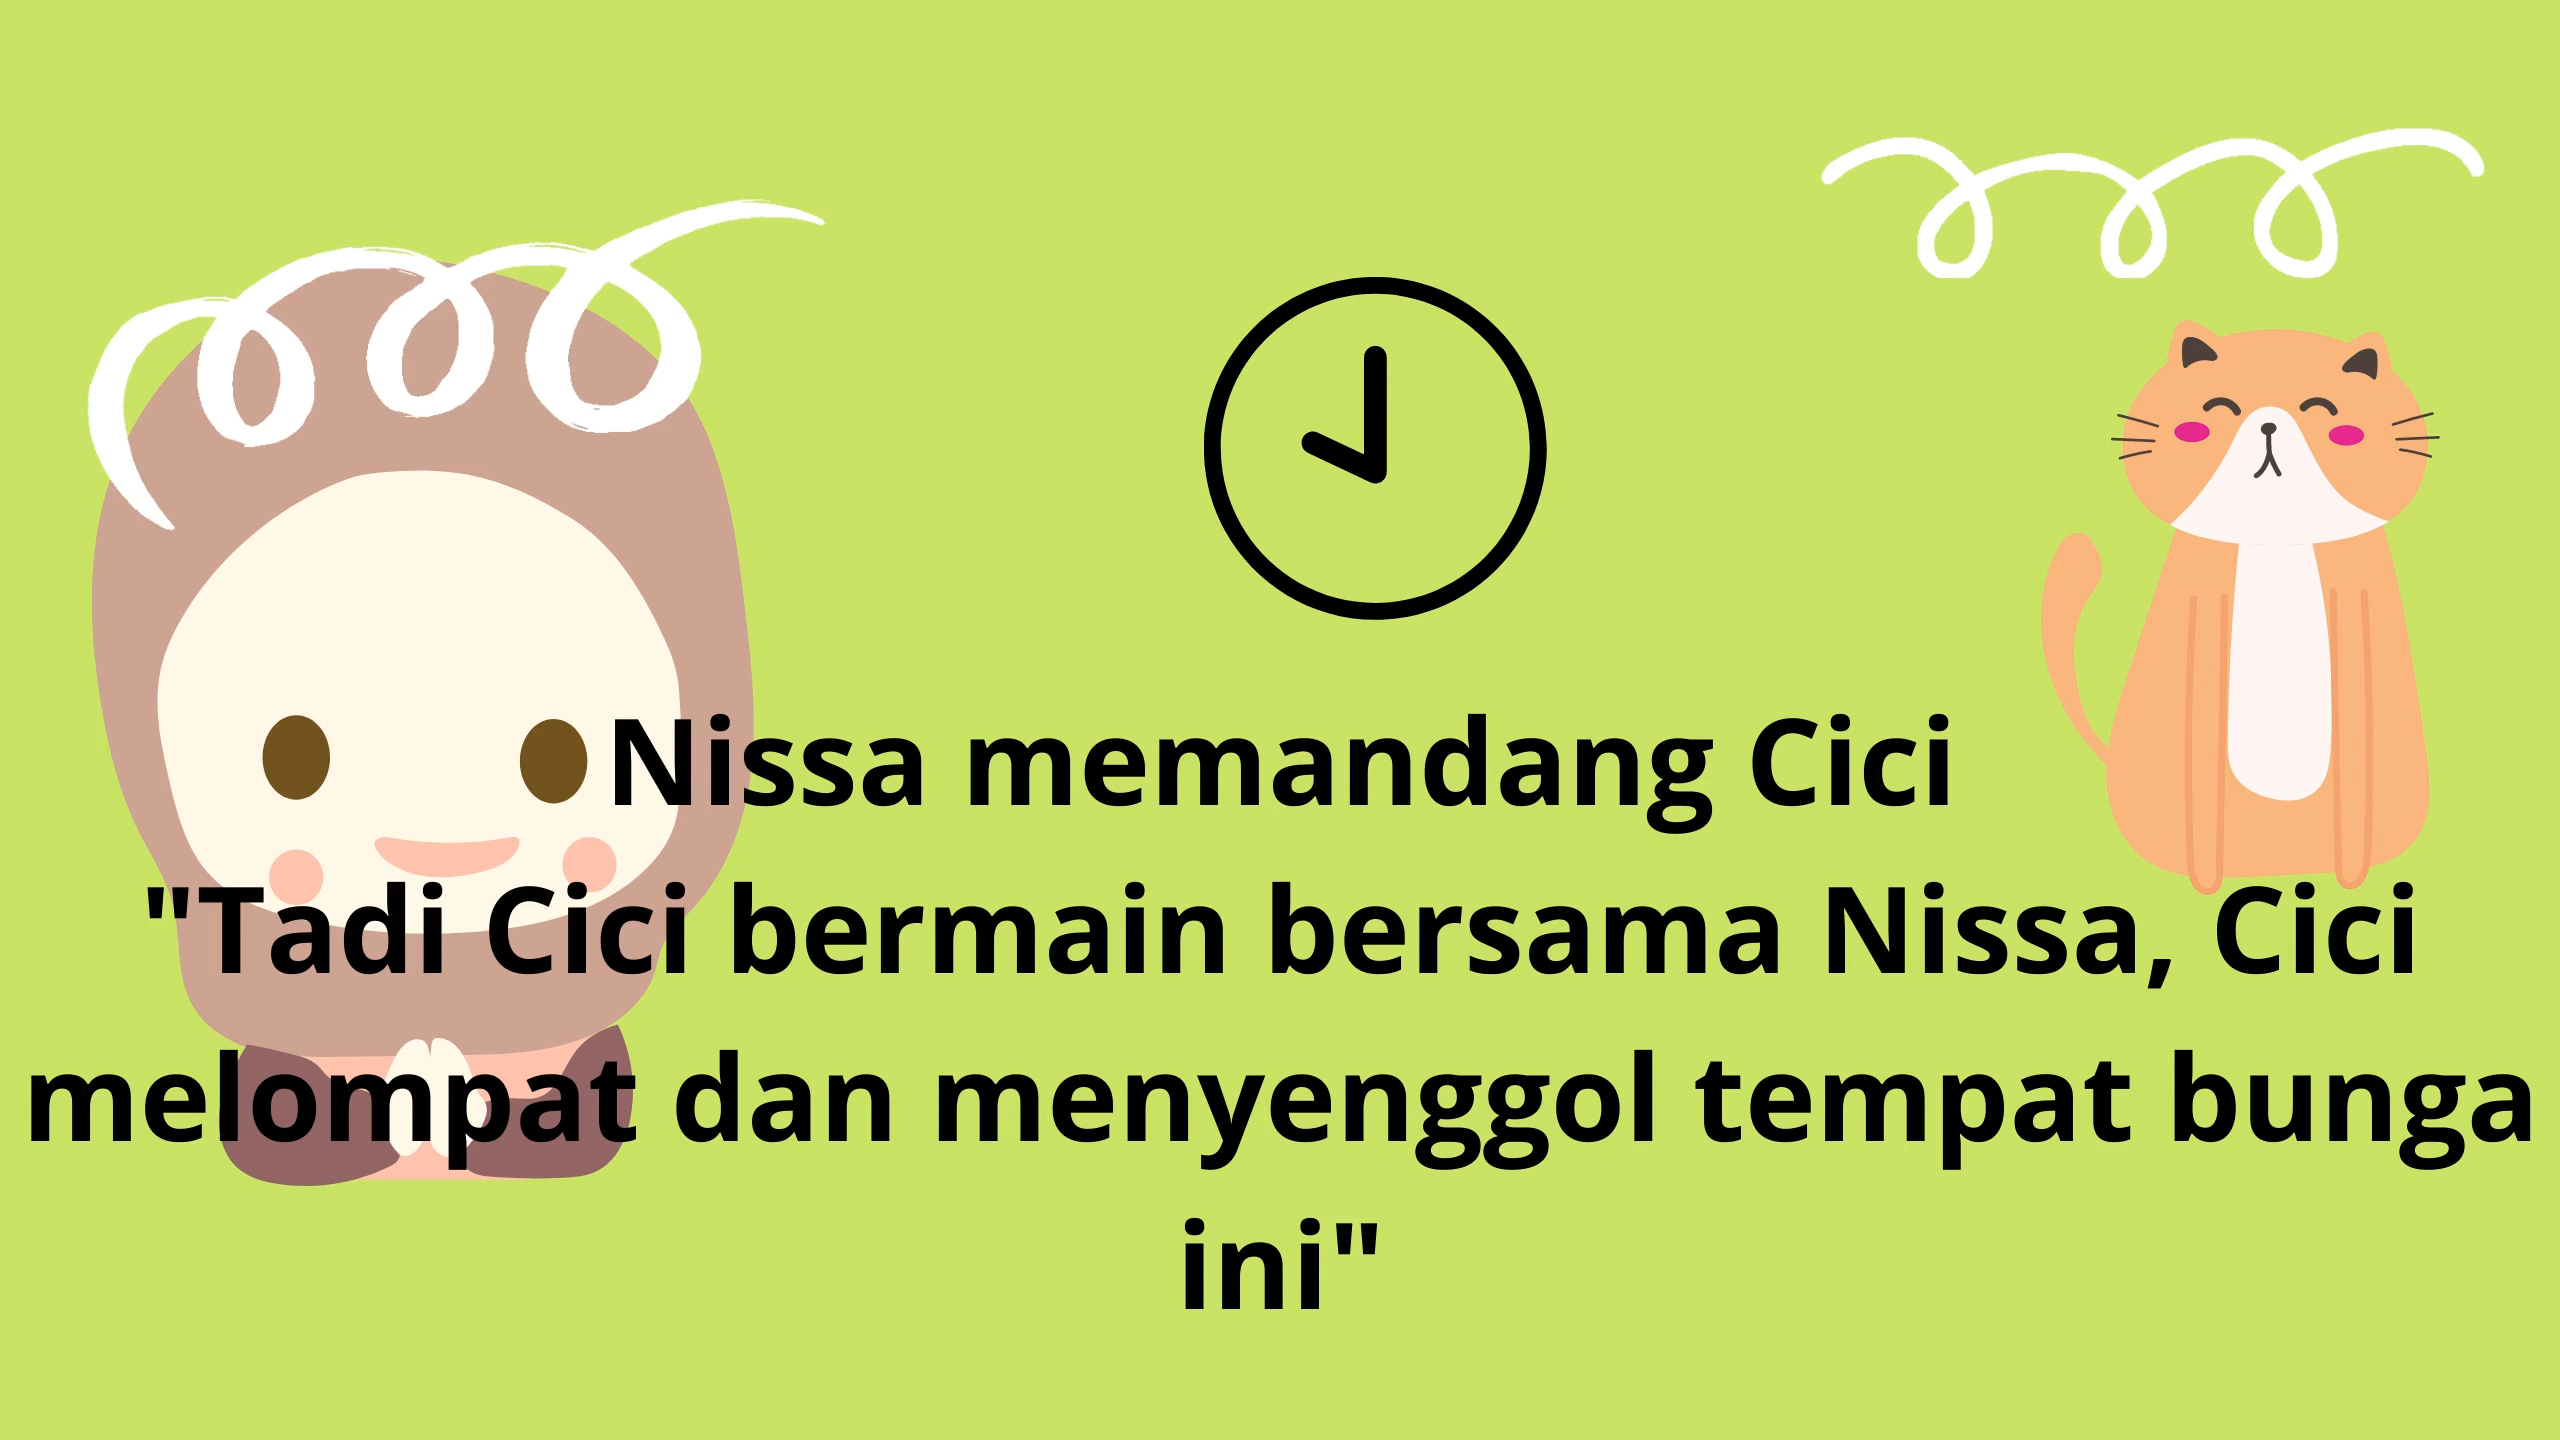 Nissa memandang Cici
"Tadi Cici bermain bersama Nissa, Cici
melompat dan menyenggol tempat bunga
ini"